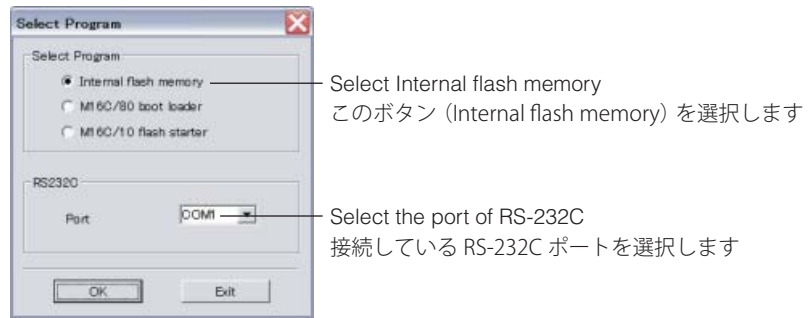 Select Program
Select Program
Internal flash memory
M16C/80 boot loader
M16C/10 flash starter
RS232C
Port
COM1
OK
Exit
Select Internal flash memory
このボタン（Internal flash memory）を選択します
Select the port of RS-232C
接続している RS-232C ポートを選択します